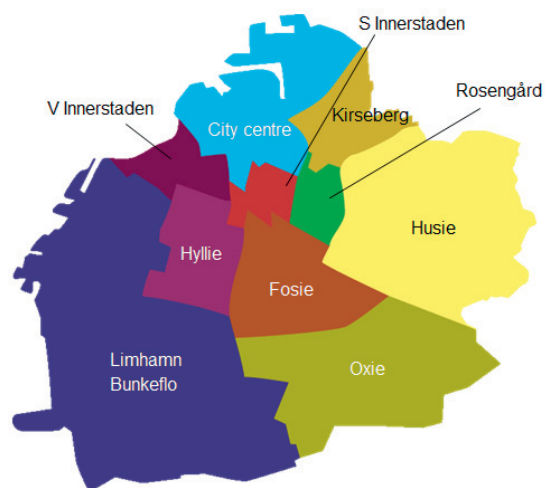 S Innerstaden
Rosengård
V Innerstaden
City centre
Kirseberg
Husie
Hyllie
Fosie
Limhamn
Bunkeflo
Oxie